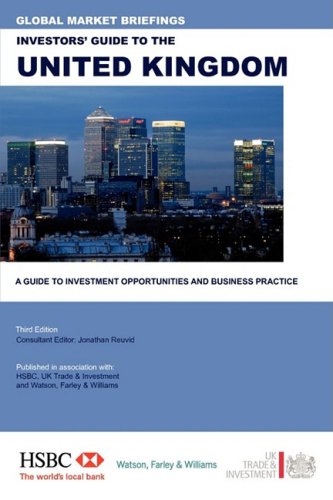 GLOBAL MARKET BRIEFINGS
INVESTORS' GUIDE TO THE
UNITED KINGDOM
A GUIDE TO INVESTMENT OPPORTUNITIES AND BUSINESS PRACTICE
Third Edition
Consultant Editor: Jonathan Reuvid
Published in association with:
HSBC, UK Trade & Investment
and Watson, Farley & Williams
HSBC
The world's local bank
Watson, Farley & Williams
UK
TRADE &
INVESTMENT